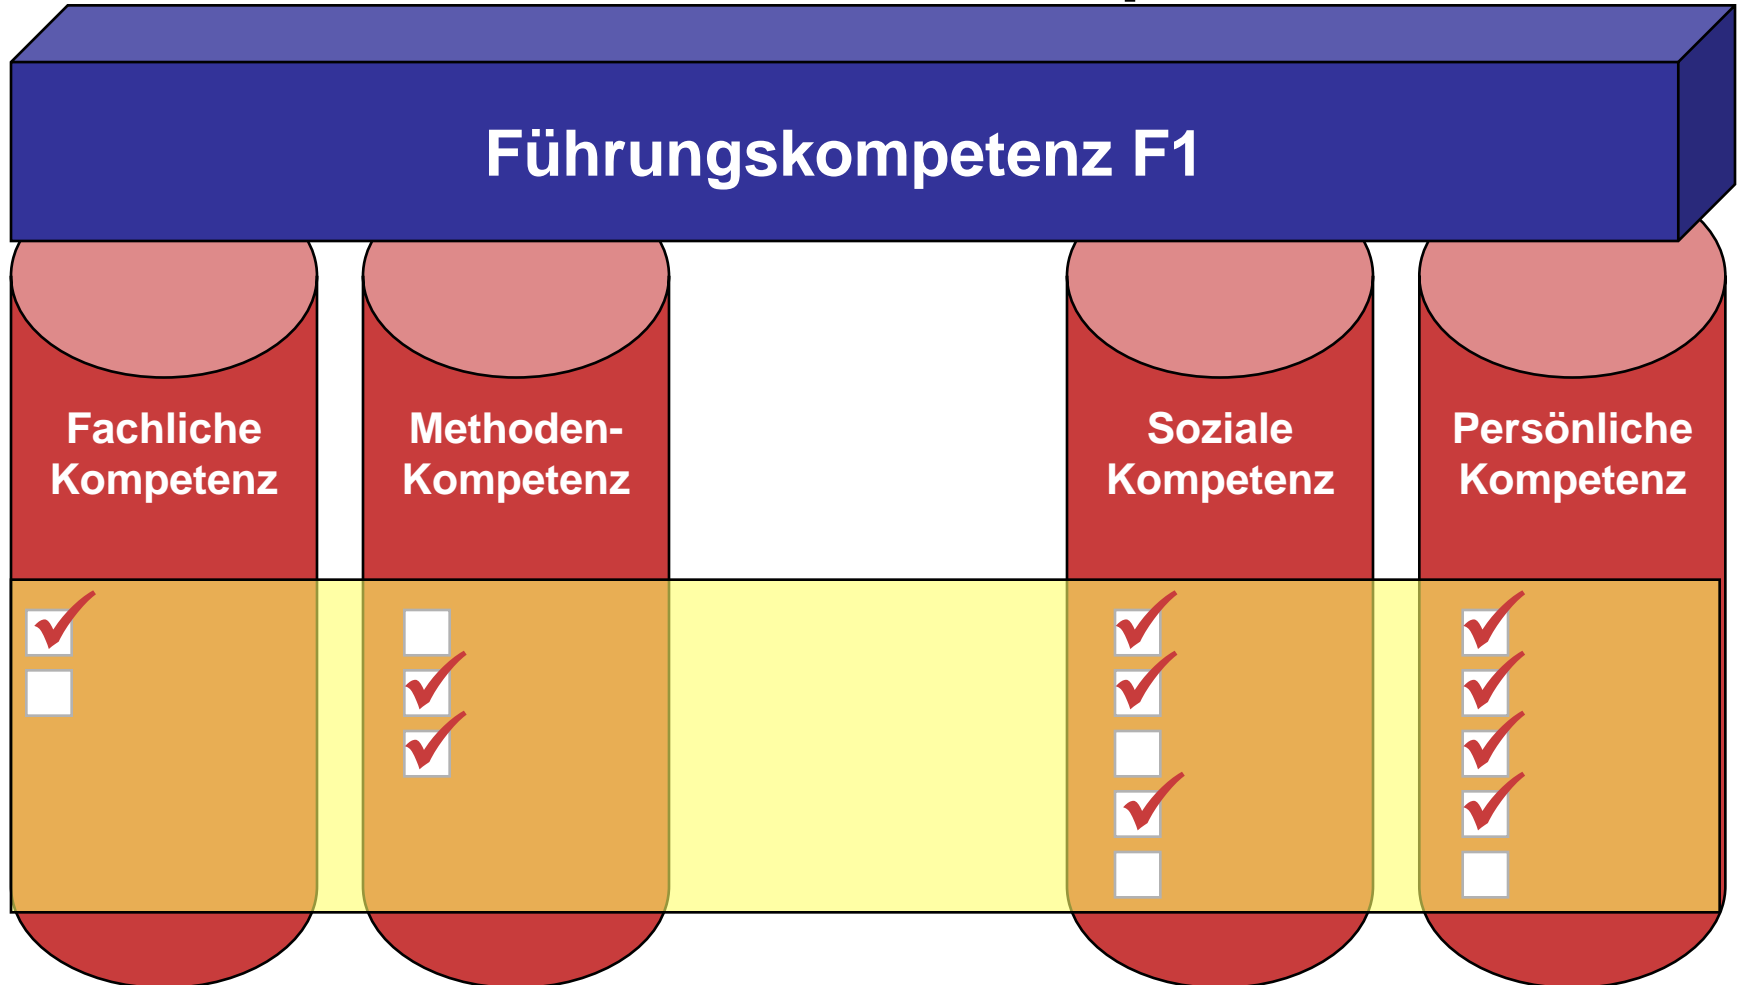 Führungskompetenz F1
Fachliche
Kompetenz
Methoden-
Kompetenz
Soziale
Kompetenz
Persönliche
Kompetenz